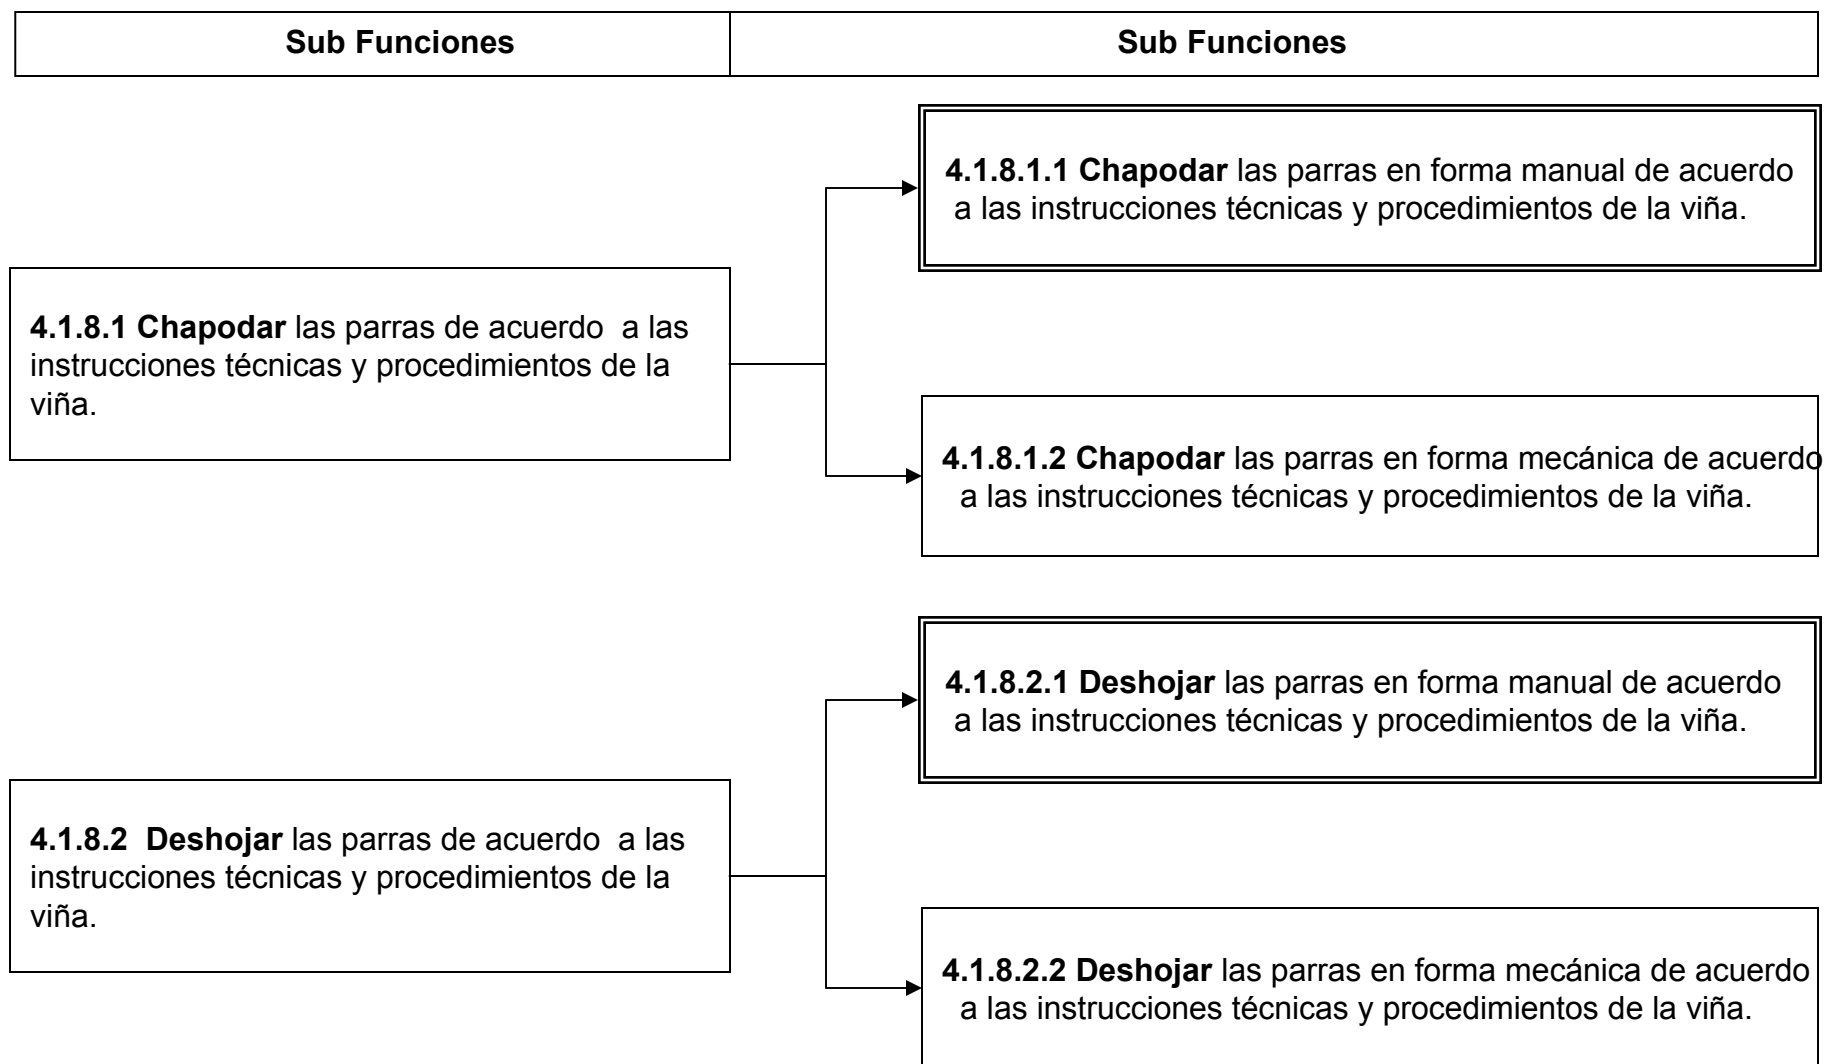 Sub Funciones
Sub Funciones
4.1.8.1.1 Chapodar las parras en forma manual de acuerdo
a las instrucciones técnicas y procedimientos de la viña.
4.1.8.1 Chapodar las parras de acuerdo  a las
instrucciones técnicas y procedimientos de la
viña.
4.1.8.1.2 Chapodar las parras en forma mecánica de acuerdo
a las instrucciones técnicas y procedimientos de la viña.
4.1.8.2.1 Deshojar las parras en forma manual de acuerdo
a las instrucciones técnicas y procedimientos de la viña.
4.1.8.2  Deshojar las parras de acuerdo  a las
instrucciones técnicas y procedimientos de la
viña.
4.1.8.2.2 Deshojar las parras en forma mecánica de acuerdo
a las instrucciones técnicas y procedimientos de la viña.